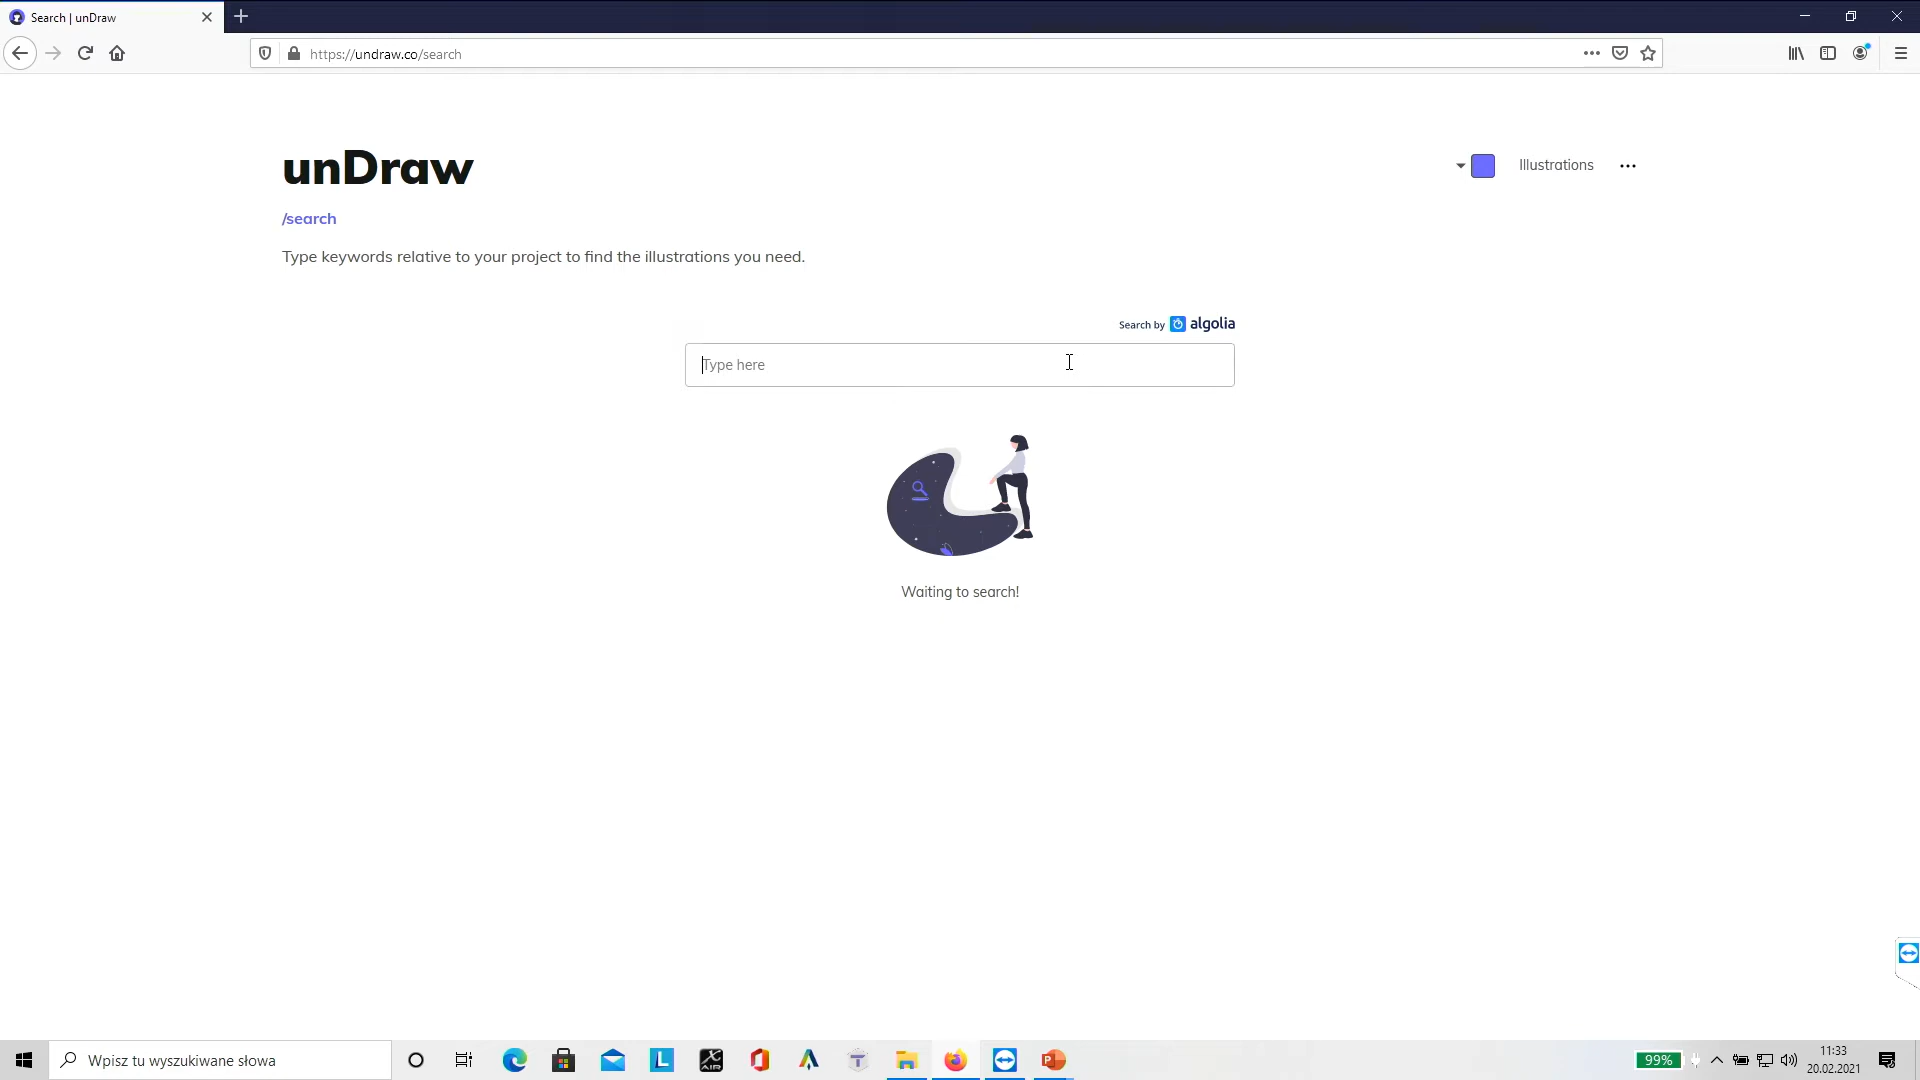 Search | unDraw
https://undraw.co/search
unDraw
Illustrations
/search
Type keywords relative to your project to find the illustrations you need.
Search by algolia
Type here
Waiting to search!
Wpisz tu wyszukiwane słowa
L
AIR
T
P
99%
11:33
20.02.2021